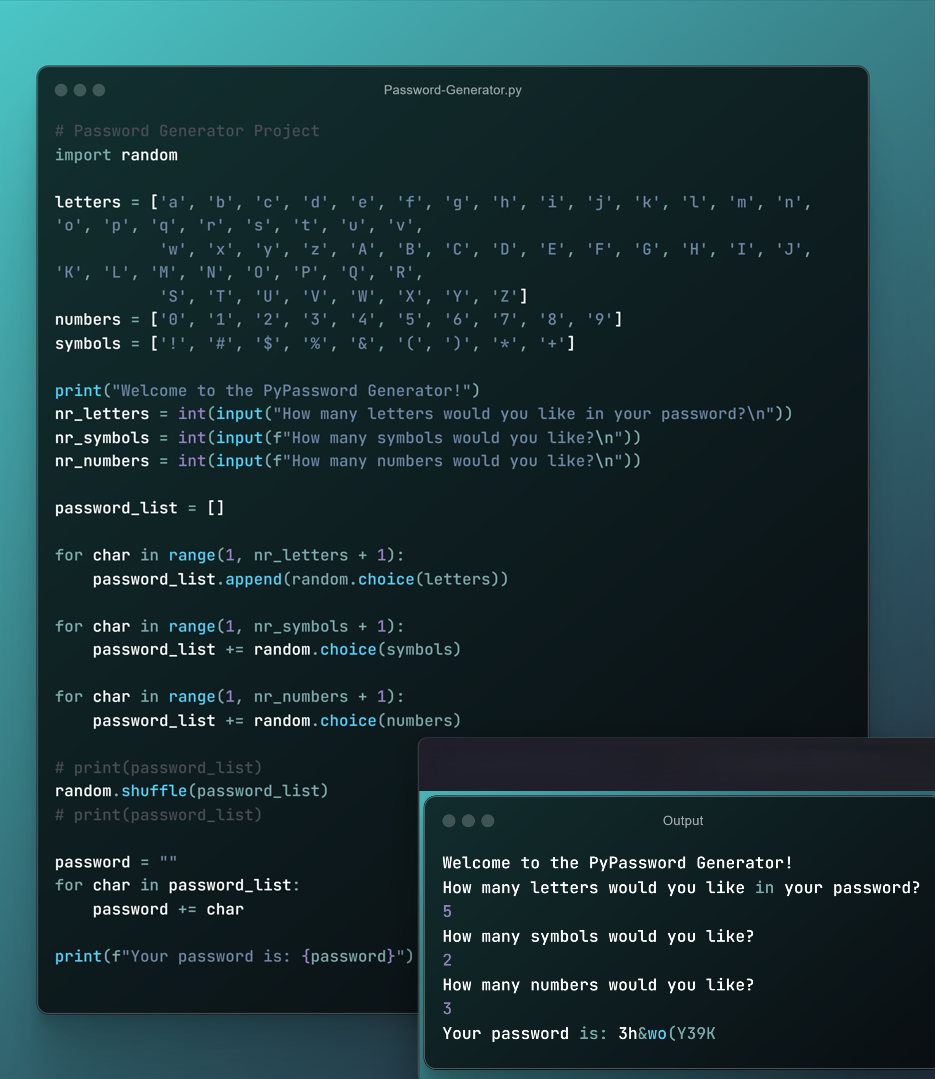 Password-Generator.py
# Password Generator Project
import random
letters = ['a', 'b', 'c', 'd', 'e', 'f', 'g', 'h', 'i', 'j', 'k', 'l', 'm', 'n',
'o', 'p', 'q', 'r', 's', 't', 'u', 'v',
           'w', 'x', 'y', 'z', 'A', 'B', 'C', 'D', 'E', 'F', 'G', 'H', 'I', 'J',
'K', 'L', 'M', 'N', 'O', 'P', 'Q', 'R',
           'S', 'T', 'U', 'V', 'W', 'X', 'Y', 'Z']
numbers = ['0', '1', '2', '3', '4', '5', '6', '7', '8', '9']
symbols = ['!', '#', '$', '%', '&', '(', ')', '*', '+']
print("Welcome to the PyPassword Generator!")
nr_letters = int(input("How many letters would you like in your password?\n"))
nr_symbols = int(input(f"How many symbols would you like?\n"))
nr_numbers = int(input(f"How many numbers would you like?\n"))
password_list = []
for char in range(1, nr_letters + 1):
    password_list.append(random.choice(letters))
for char in range(1, nr_symbols + 1):
    password_list += random.choice(symbols)
for char in range(1, nr_numbers + 1):
    password_list += random.choice(numbers)
# print(password_list)
random.shuffle(password_list)
# print(password_list)
password = ""
for char in password_list:
    password += char
print(f"Your password is: {password}")
Output
Welcome to the PyPassword Generator!
How many letters would you like in your password?
5
How many symbols would you like?
2
How many numbers would you like?
3
Your password is: 3h&wo(Y39K